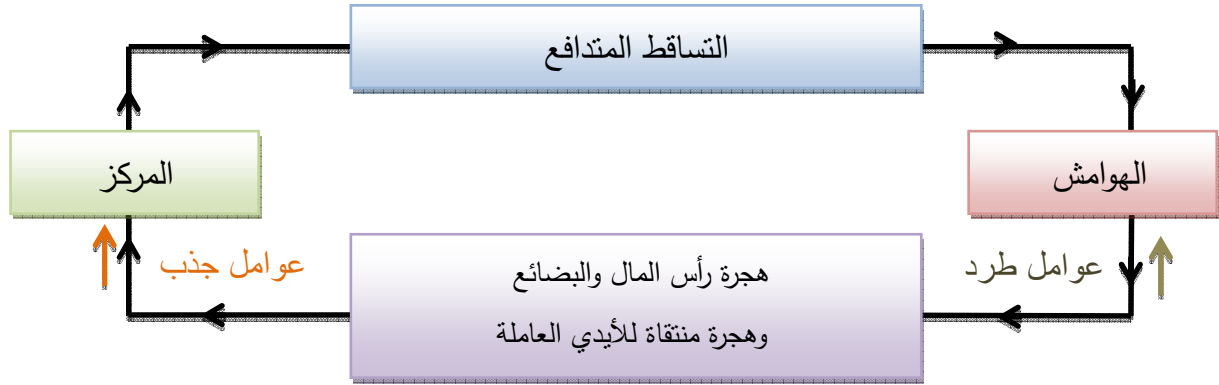 التساقط المتدافع
المركز
الهوامش
عوامل جذب
عوامل طرد
هجرة رأس المال والبضائع
وهجرة منتقاة للأيدي العاملة